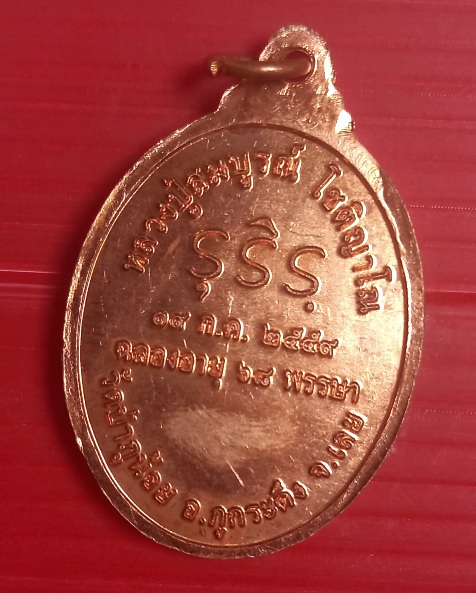 หลวงปู่สมบูรณ์ โชติญาโณ
รุ ริ รฺ
๑๙ ก.ค. ๒๕๕๙
ฉลองอายุ ๖๘ พรรษา
วัดป่าภูน้อย อ.ภูกระดึง จ.เลย